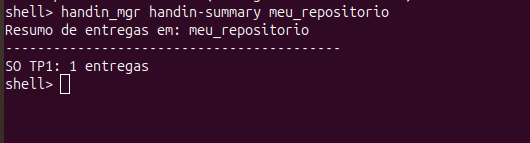 shell> handin_mgr handin-summary meu_repositorio
Resumo de entregas em: meu_repositorio
------------------------------------------
SO TP1: 1 entregas
shell>